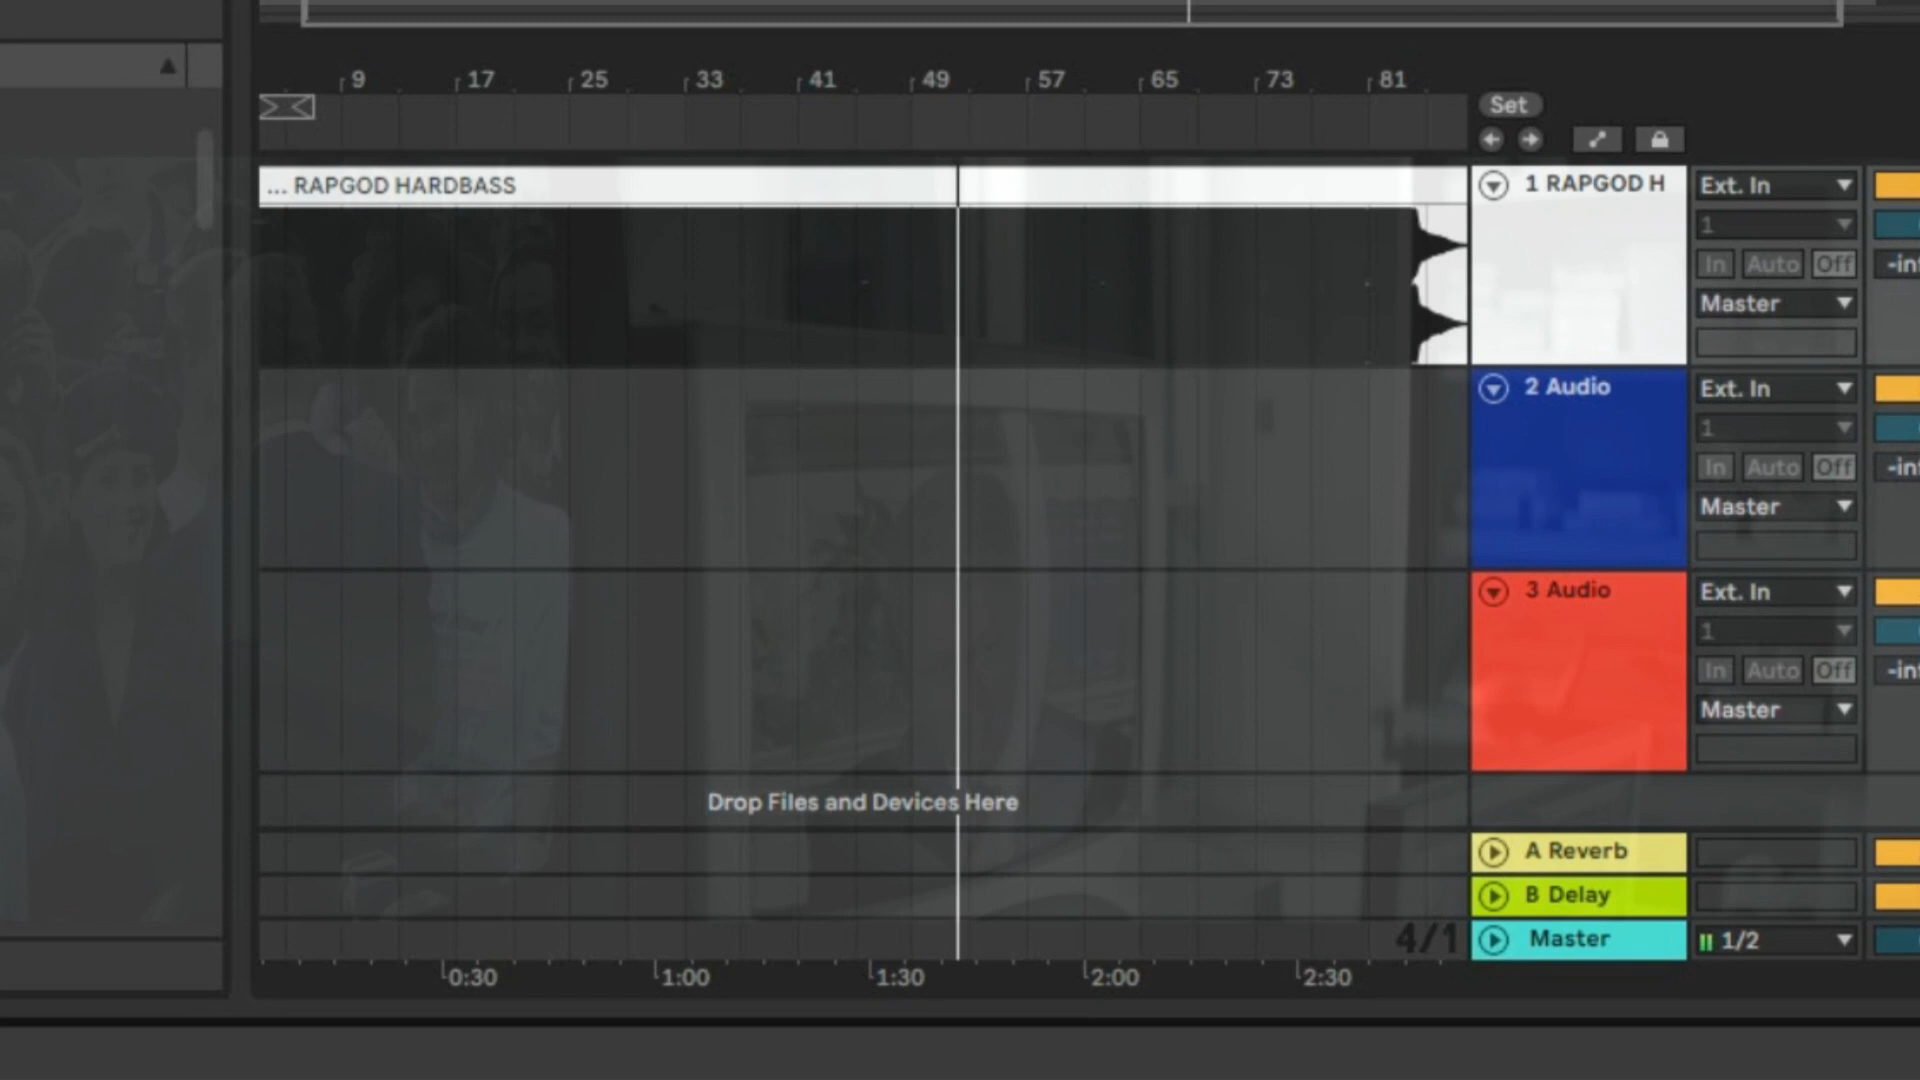 9 17 25 33 41 49 57 65 73 81
Set
... RAPGOD HARDBASS
1 RAPGOD H
Ext. In
1
In Auto Off
-inf
Master
2 Audio
Ext. In
1
In Auto Off
-inf
Master
3 Audio
Ext. In
1
In Auto Off
-inf
Master
Drop Files and Devices Here
A Reverb
B Delay
4/1
Master
1/2
0:30 1:00 1:30 2:00 2:30